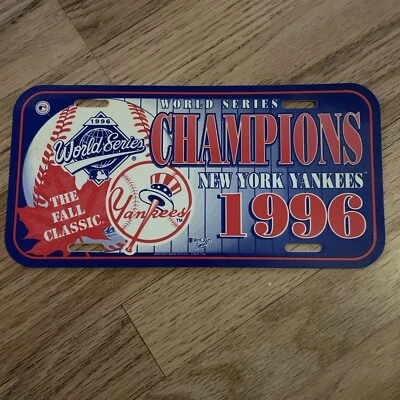 WORLD SERIES
CHAMPIONS
NEW YORK YANKEES
1996
1996
World Series
THE
FALL
CLASSIC
Yankees